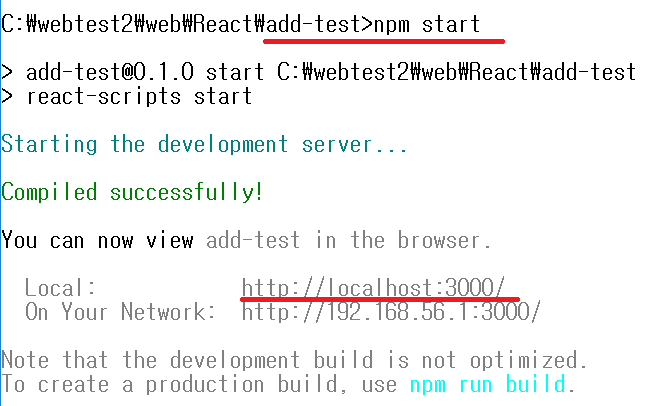 C:₩webtest2₩web₩React₩add-test>npm start
> add-test@0.1.0 start C:₩webtest2₩web₩React₩add-test
> react-scripts start
Starting the development server...
Compiled successfully!
You can now view add-test in the browser.
Local: http://localhost:3000/
On Your Network: http://192.168.56.1:3000/
Note that the development build is not optimized.
To create a production build, use npm run build.